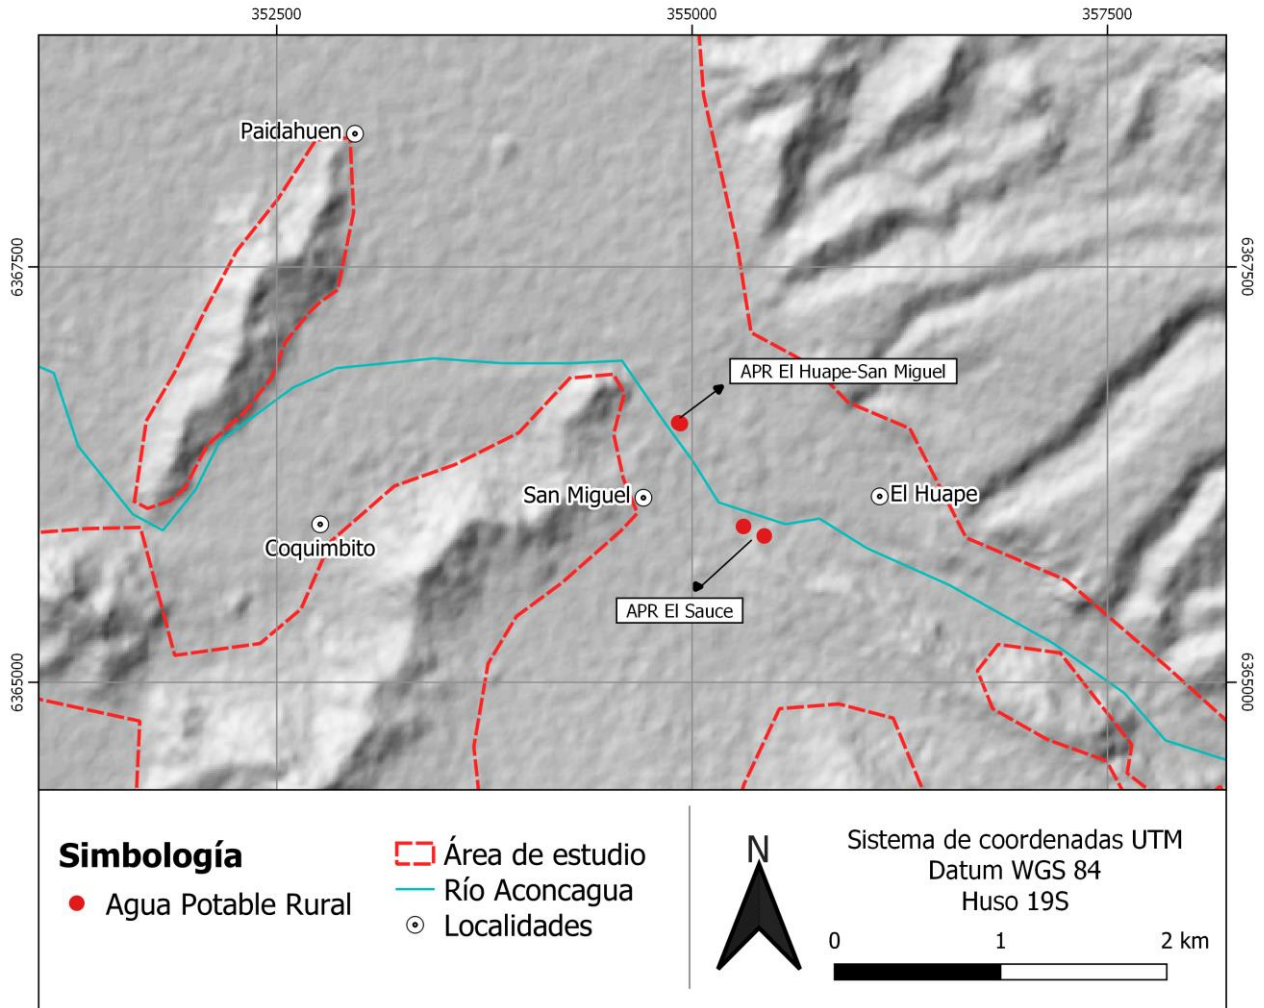 352500
355000
357500
Paidahuen
6367500
6367500
APR El Huape-San Miguel
San Miguel
El Huape
Coquimbito
APR El Sauce
6365000
6365000
Simbología
Agua Potable Rural
Área de estudio
Río Aconcagua
Localidades
N
Sistema de coordenadas UTM
Datum WGS 84
Huso 19S
0 1 2 km